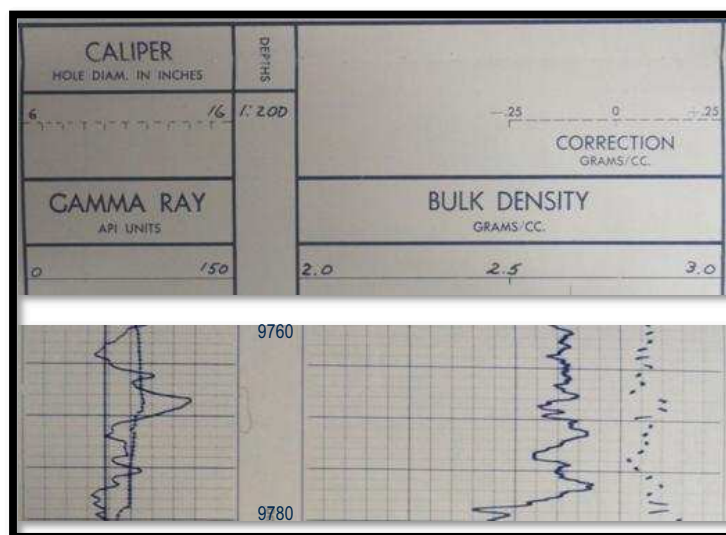 CALIPER
HOLE DIAM. IN INCHES
DEPTHS
6 16
1:200
-.25 0 +.25
CORRECTION
GRAMS/CC.
GAMMA RAY
API UNITS
BULK DENSITY
GRAMS/CC.
0 150
2.0 2.5 3.0
9760
9780